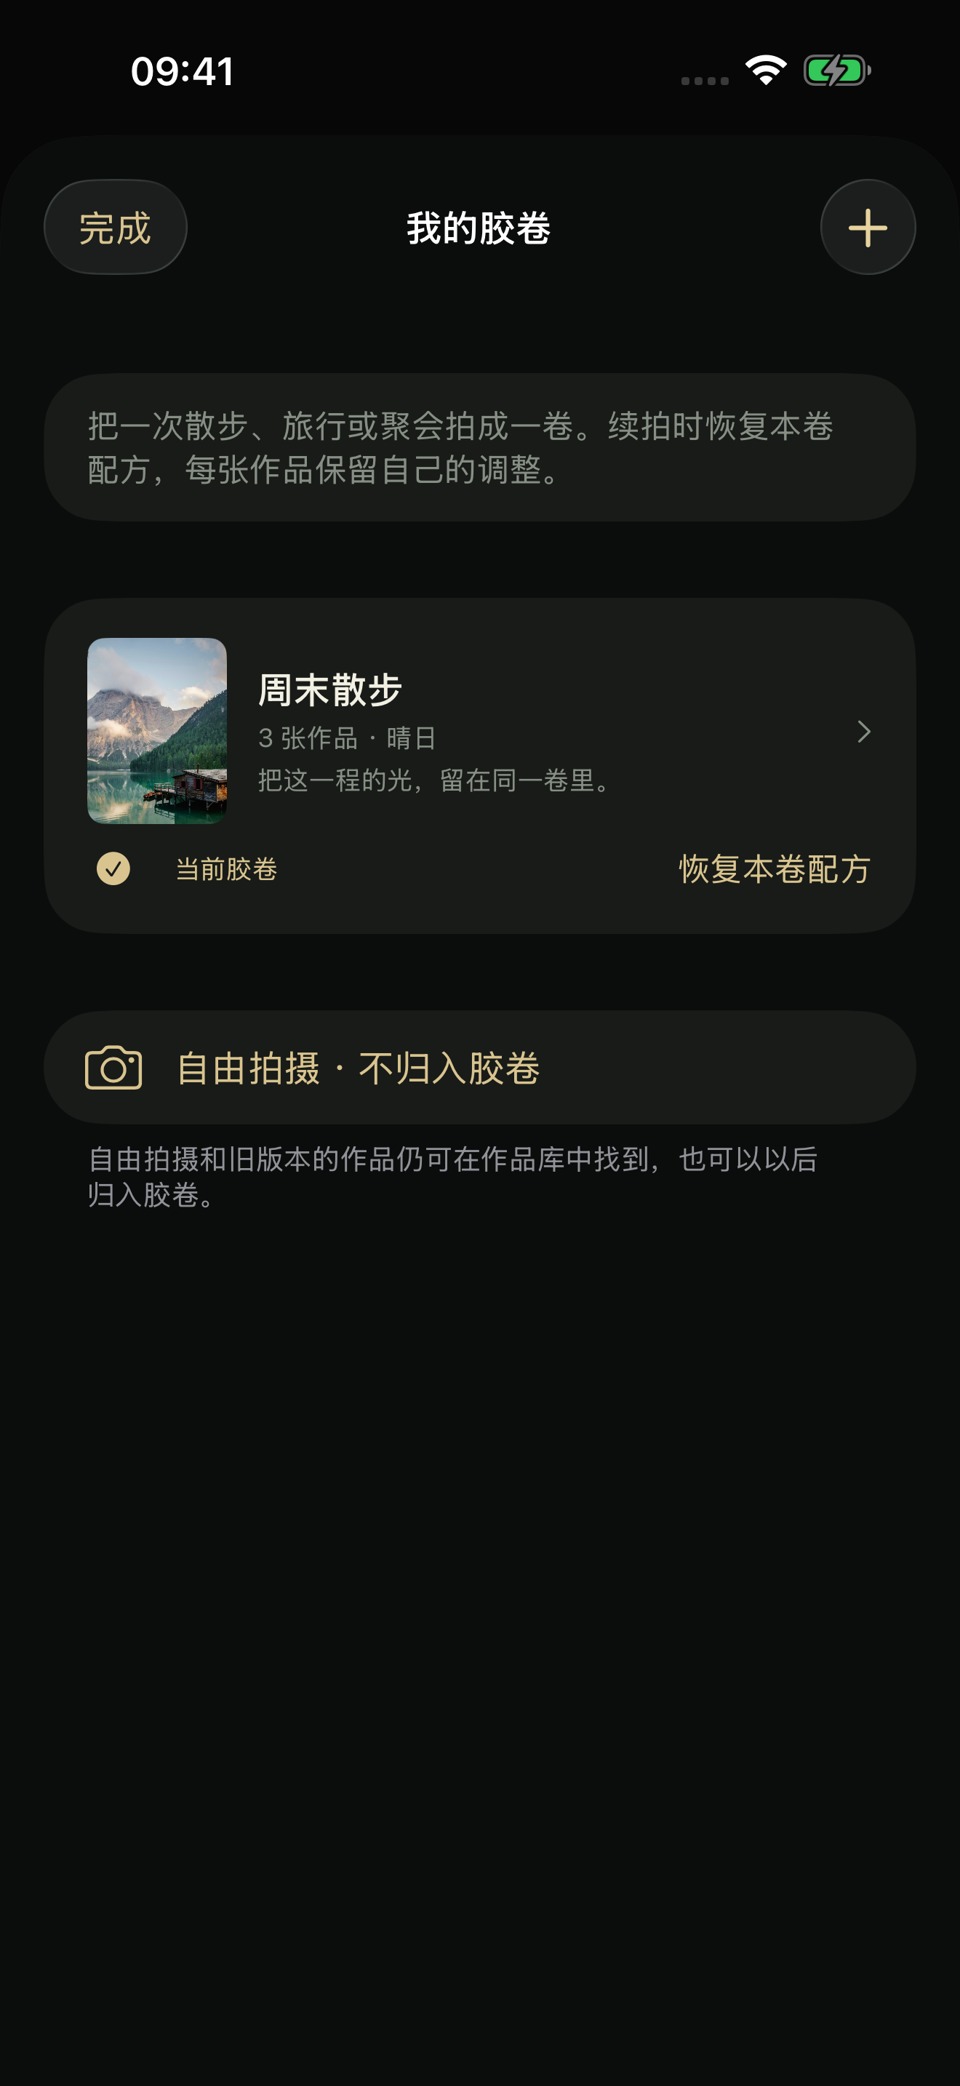 09:41
完成
我的胶卷
把一次散步、旅行或聚会拍成一卷。续拍时恢复本卷
配方，每张作品保留自己的调整。
周末散步
3 张作品 · 晴日
把这一程的光，留在同一卷里。
当前胶卷
恢复本卷配方
自由拍摄 · 不归入胶卷
自由拍摄和旧版本的作品仍可在作品库中找到，也可以以后
归入胶卷。